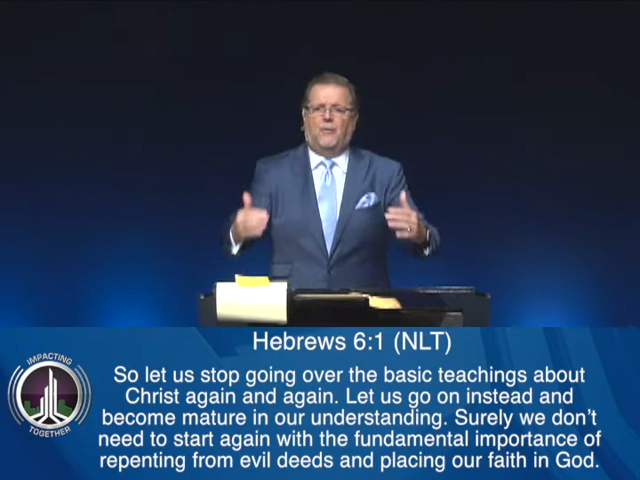 Hebrews 6:1 (NLT)
So let us stop going over the basic teachings about
Christ again and again. Let us go on instead and
become mature in our understanding. Surely we don't
need to start again with the fundamental importance of
repenting from evil deeds and placing our faith in God.
IMPACTING
TOGETHER